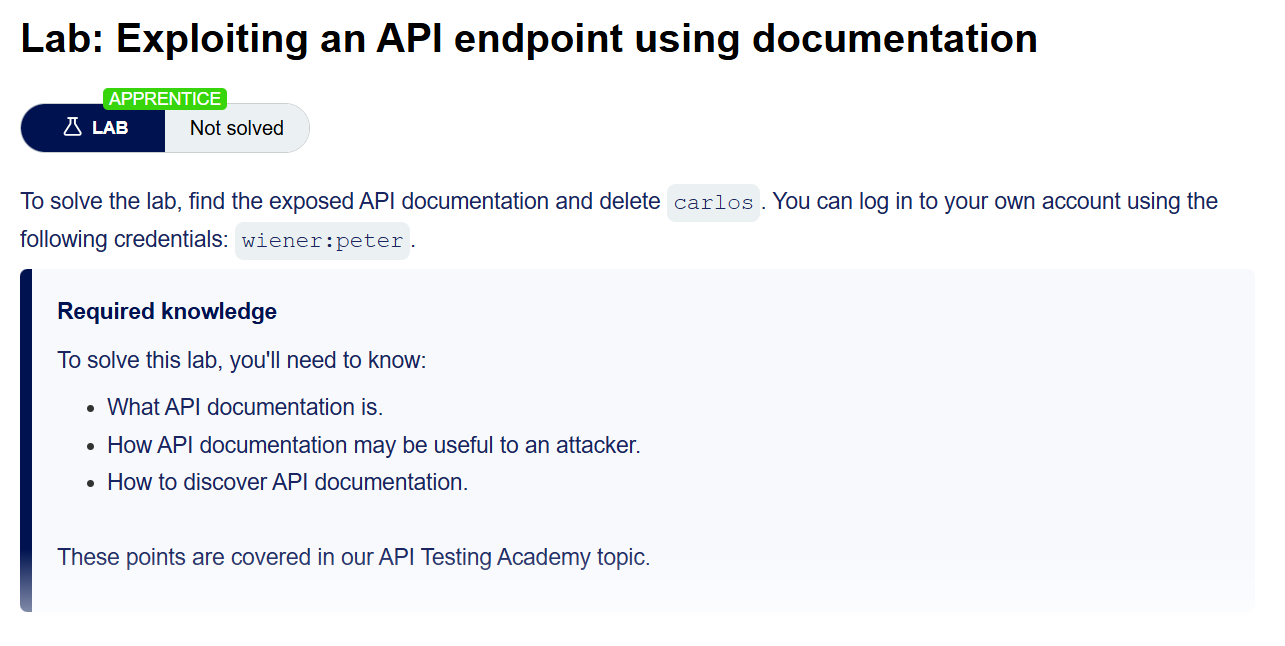 Lab: Exploiting an API endpoint using documentation
APPRENTICE
LAB
Not solved
To solve the lab, find the exposed API documentation and delete carlos. You can log in to your own account using the
following credentials: wiener:peter.
Required knowledge
To solve this lab, you'll need to know:
• What API documentation is.
• How API documentation may be useful to an attacker.
• How to discover API documentation.
These points are covered in our API Testing Academy topic.